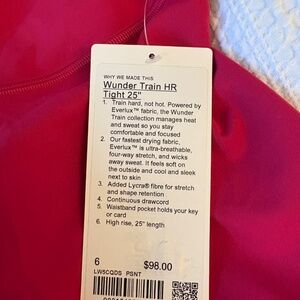 WHY WE MADE THIS
Wunder Train HR
Tight 25"
1. Train hard, not hot. Powered by
Everlux™ fabric, the Wunder
Train collection manages heat
and sweat so you stay
comfortable and focused
2. Our fastest drying fabric,
Everlux™ is ultra-breathable,
four-way stretch, and wicks
away sweat. It feels soft on
the outside and cool and sleek
next to skin
3. Added Lycra® fibre for stretch
and shape retention
4. Continuous drawcord
5. Waistband pocket holds your key
or card
6. High rise, 25" length
6 $98.00
LW5CQDS PSNT